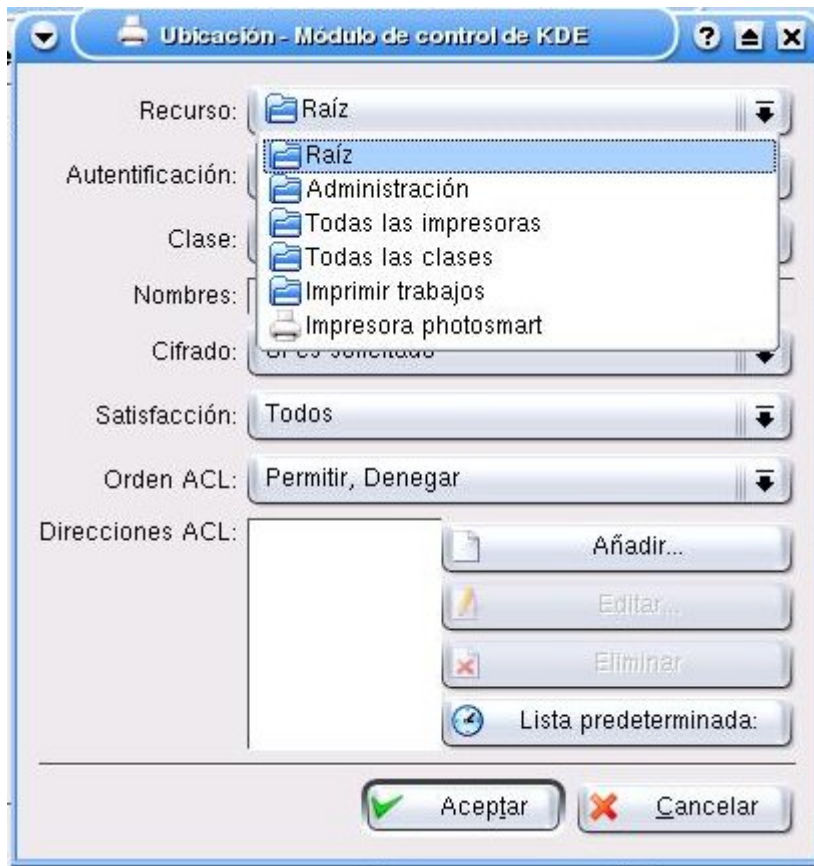 Ubicación - Módulo de control de KDE
Recurso: Raíz
Raíz
Autentificación:
Administración
Todas las impresoras
Clase:
Todas las clases
Nombres:
Imprimir trabajos
Impresora photosmart
Cifrado:
Satisfacción: Todos
Orden ACL: Permitir, Denegar
Direcciones ACL:
Añadir...
Editar...
Eliminar
Lista predeterminada:
Aceptar
Cancelar